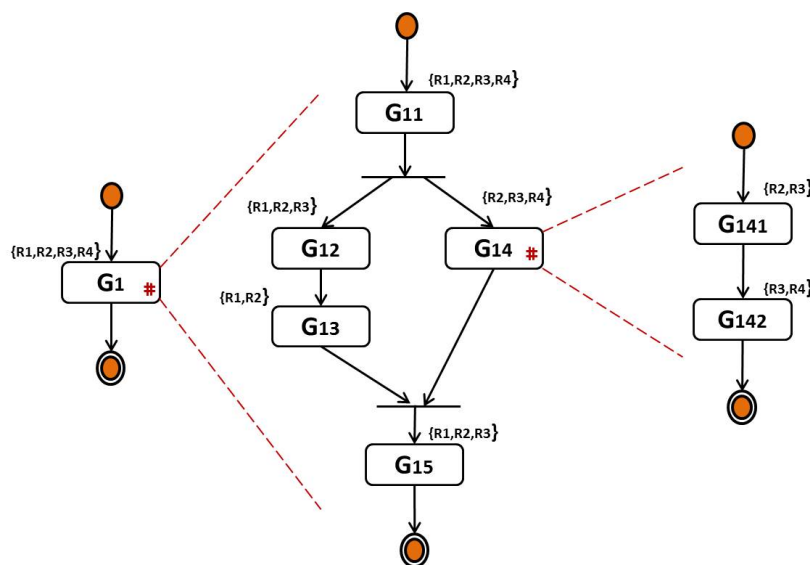 {R1,R2,R3,R4}
G1
#
{R1,R2,R3,R4}
G11
{R1,R2,R3}
G12
{R2,R3,R4}
G14
#
{R1,R2}
G13
{R1,R2,R3}
G15
{R2,R3}
G141
{R3,R4}
G142